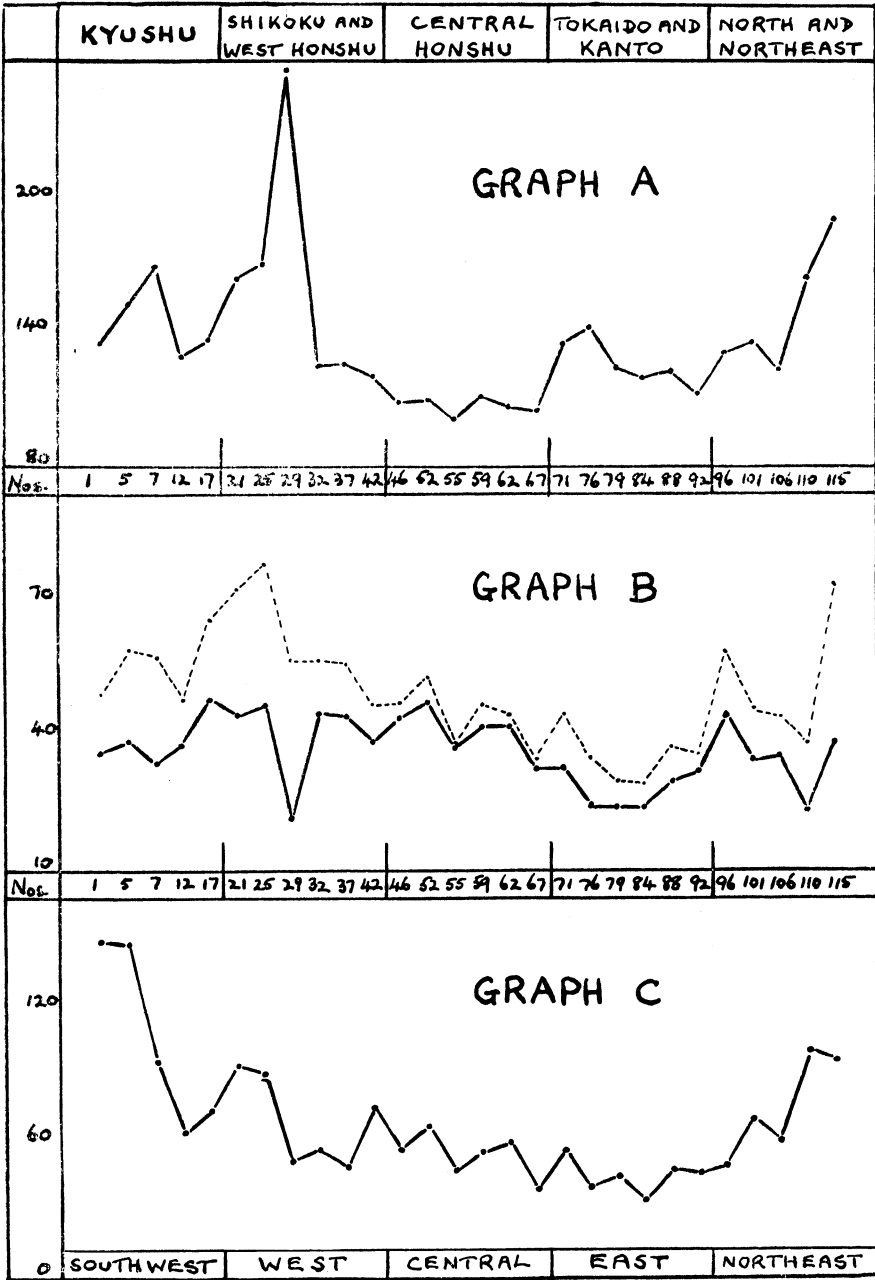 KYUSHU
SHIKOKU AND
WEST HONSHU
CENTRAL
HONSHU
TOKAIDO AND
KANTO
NORTH AND
NORTHEAST
GRAPH A
200
140
80
Nos. 1 5 7 12 17 21 25 29 32 37 42 46 52 55 59 62 67 71 76 79 84 88 92 96 101 106 110 115
GRAPH B
70
40
10
Nos. 1 5 7 12 17 21 25 29 32 37 42 46 52 55 59 62 67 71 76 79 84 88 92 96 101 106 110 115
GRAPH C
120
60
0 SOUTHWEST WEST CENTRAL EAST NORTHEAST